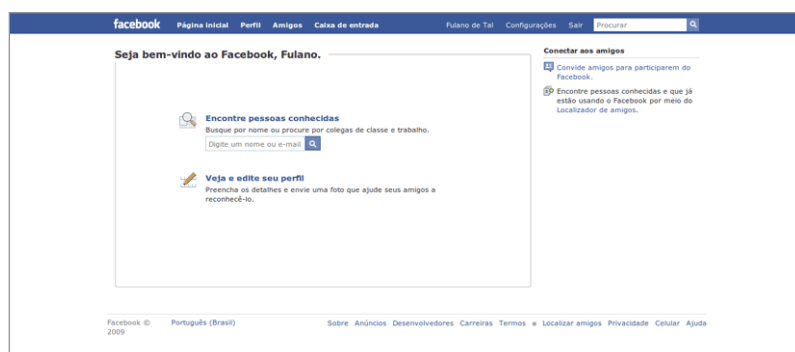 facebook Página inicial Perfil Amigos Caixa de entrada Fulano de Tal Configurações Sair Procurar
Seja bem-vindo ao Facebook, Fulano.
Encontre pessoas conhecidas
Busque por nome ou procure por colegas de classe e trabalho.
Digite um nome ou e-mail
Veja e edite seu perfil
Preencha os detalhes e envie uma foto que ajude seus amigos a
reconhecê-lo.
Conectar aos amigos
Convide amigos para participarem do
Facebook.
Encontre pessoas conhecidas e que já
estão usando o Facebook por meio do
Localizador de amigos.
Facebook ©
2009
Português (Brasil)
Sobre Anúncios Desenvolvedores Carreiras Termos Localizar amigos Privacidade Celular Ajuda